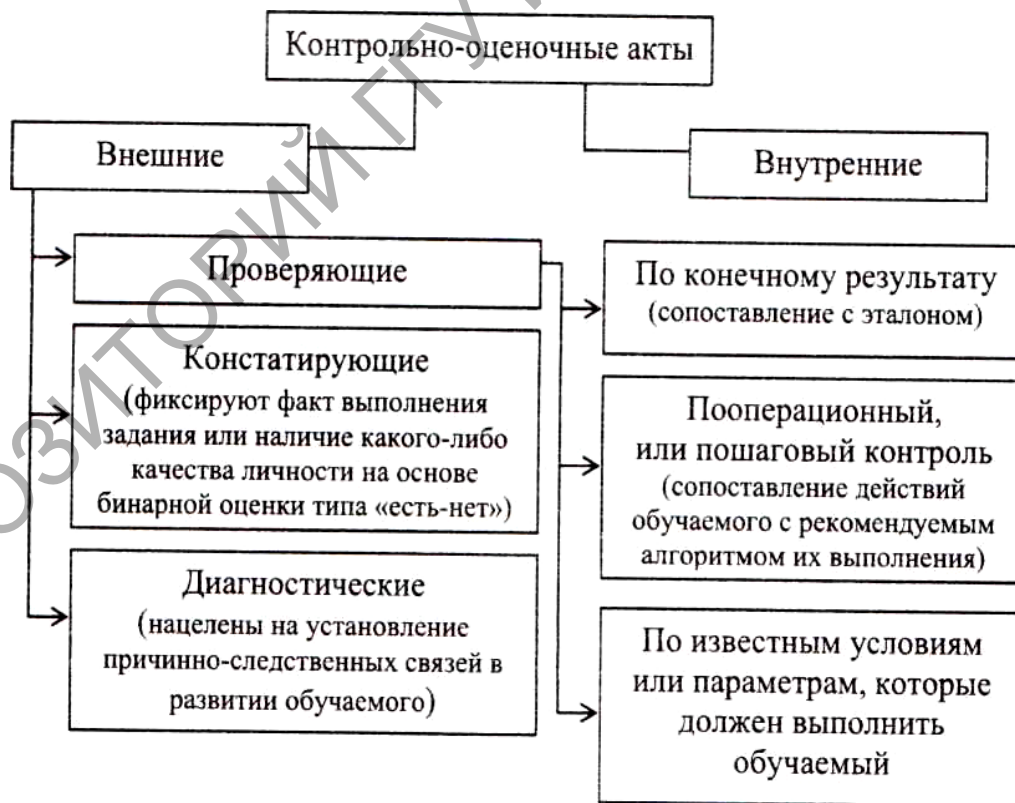 Контрольно-оценочные акты
Внешние
Внутренние
Проверяющие
Констатирующие
(фиксируют факт выполнения
задания или наличие какого-либо
качества личности на основе
бинарной оценки типа «есть-нет»)
Диагностические
(нацелены на установление
причинно-следственных связей в
развитии обучаемого)
По конечному результату
(сопоставление с эталоном)
Пооперационный,
или пошаговый контроль
(сопоставление действий
обучаемого с рекомендуемым
алгоритмом их выполнения)
По известным условиям
или параметрам, которые
должен выполнить
обучаемый
ГГУ